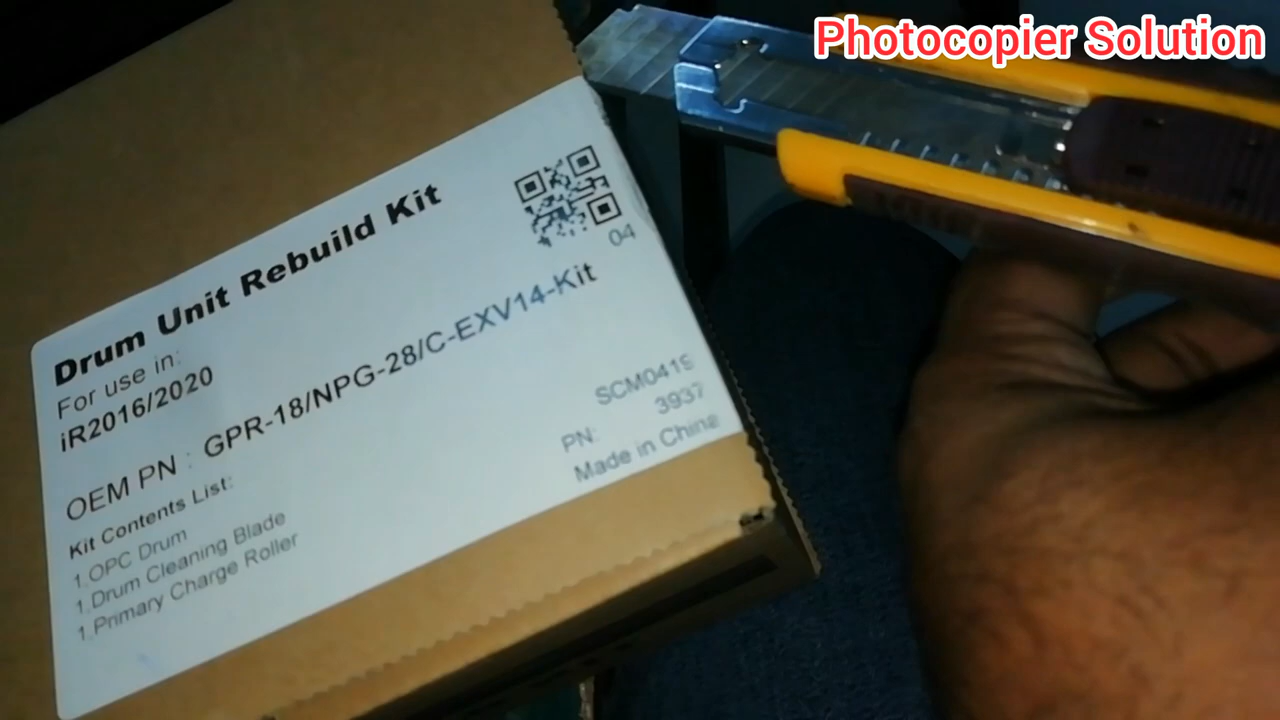 Photocopier Solution
Drum Unit Rebuild Kit
04
For use in:
iR2016/2020
OEM PN : GPR-18/NPG-28/C-EXV14-Kit
Kit Contents List:
1.OPC Drum
1.Drum Cleaning Blade
1.Primary Charge Roller
SCM0419
3937
PN:
Made in China